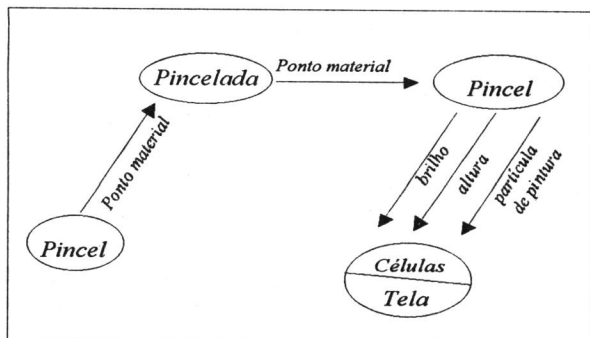 Pincelada
Ponto material
Pincel
Ponto material
brilho
altura
partícula
de pintura
Pincel
Células
Tela